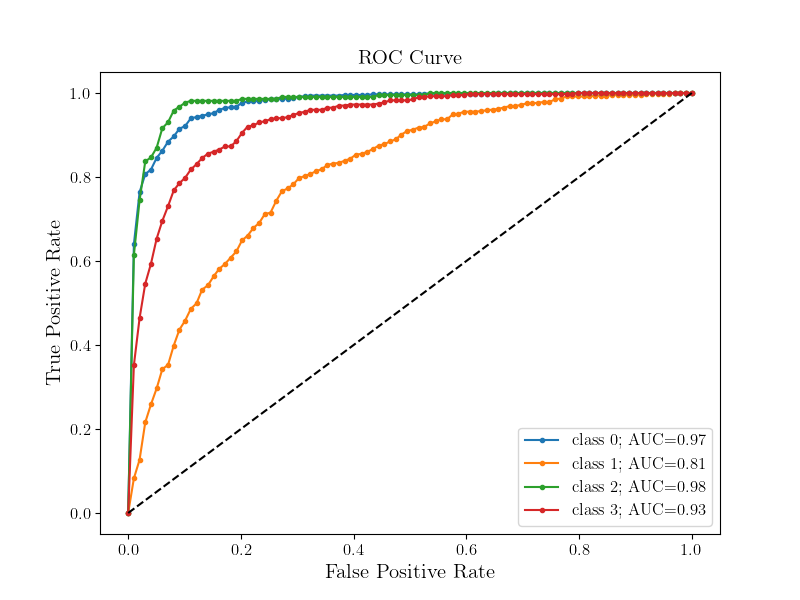 ROC Curve
True Positive Rate
1.0
0.8
0.6
0.4
0.2
0.0
class 0; AUC=0.97
class 1; AUC=0.81
class 2; AUC=0.98
class 3; AUC=0.93
0.0 0.2 0.4 0.6 0.8 1.0
False Positive Rate